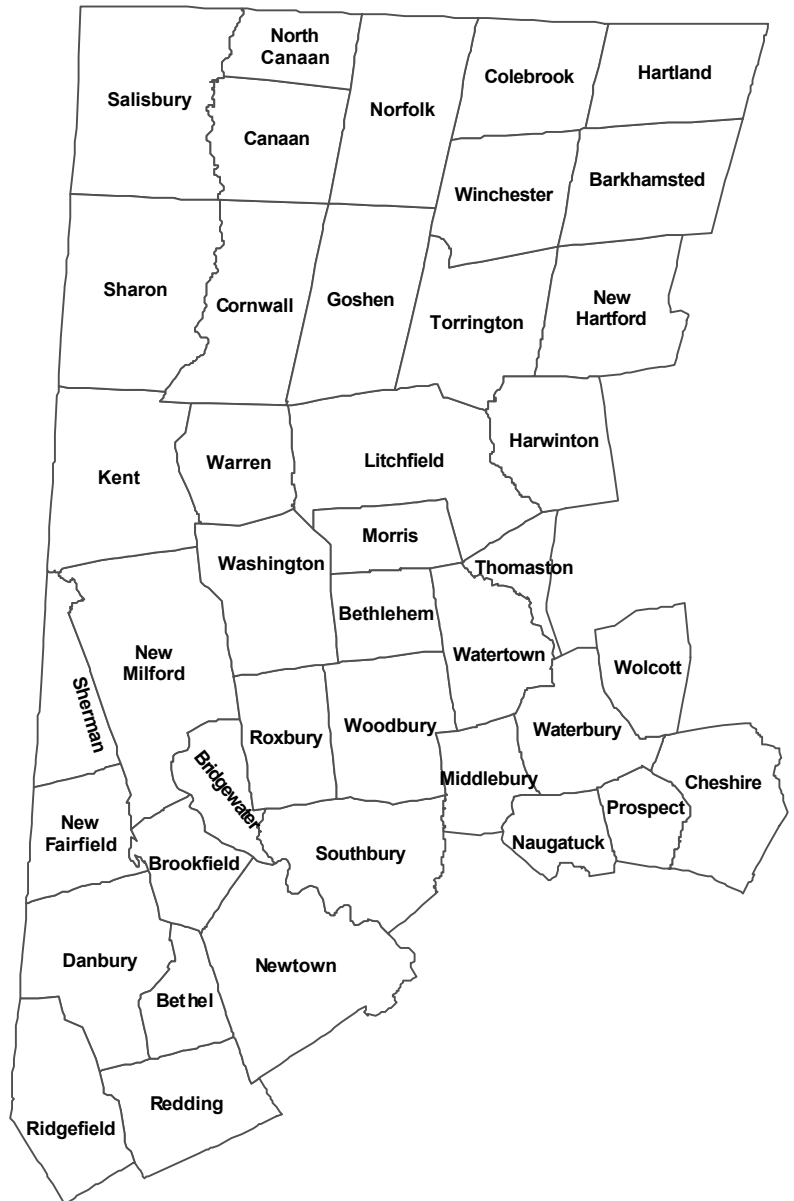 North
Canaan
Colebrook
Hartland
Salisbury
Norfolk
Canaan
Winchester
Barkhamsted
Sharon
Cornwall
Goshen
Torrington
New
Hartford
Kent
Warren
Litchfield
Harwinton
Morris
Washington
Thomaston
Bethlehem
New
Milford
Watertown
Wolcott
Sherman
Roxbury
Woodbury
Waterbury
Bridgewater
Middlebury
Cheshire
New
Fairfield
Prospect
Brookfield
Southbury
Naugatuck
Danbury
Newtown
Bethel
Redding
Ridgefield